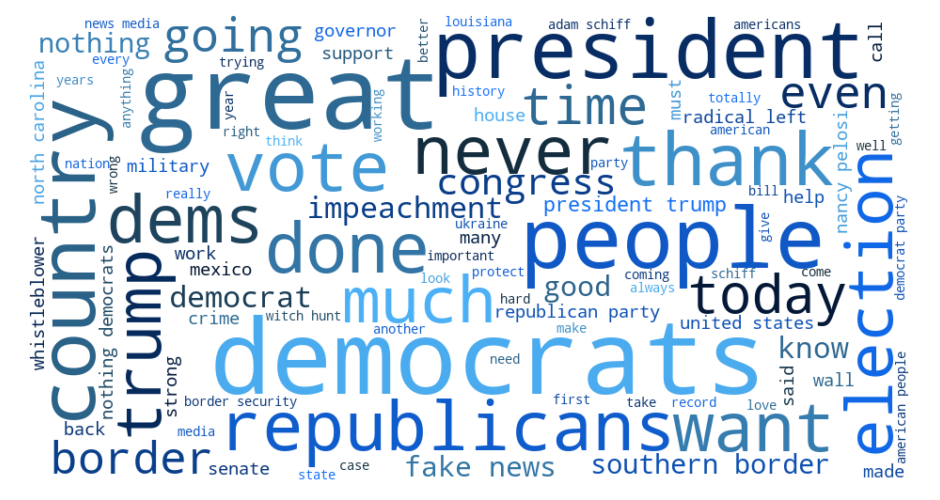 news media
louisiana
adam schiff
americans
nothing
going
governor
president
call
every
trying
support
better
north carolina
years
anything
great
year
right
working
history
house
time
must
totally
even
getting
radical left
american
country
nation
wrong
military
think
vote
never
party
thank
nancy pelosi
well
really
congress
bill
help
dems
impeachment
president trump
election
whistleblower
nothing democrats
trump
work
mexico
done
ukraine
many
important
people
give
democrat party
look
protect
coming
schiff
come
democrat
much
hard
good
always
today
crime
witch hunt
republican party
united states
another
make
democrats
need
know
strong
said
wall
american people
border security
first
take
record
love
back
media
republicans
want
border
senate
state
case
fake news
southern border
made